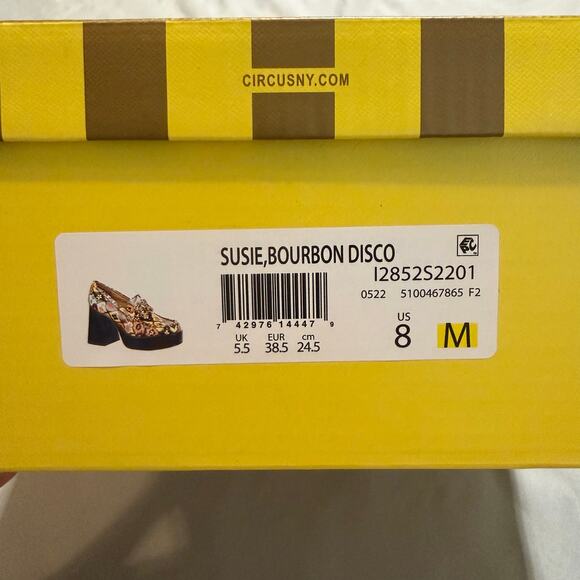 CIRCUSNY.COM
SUSIE,BOURBON DISCO
I2852S2201
0522 5100467865 F2
7 42976 14447 9
UK EUR cm
5.5 38.5 24.5
US
8 M